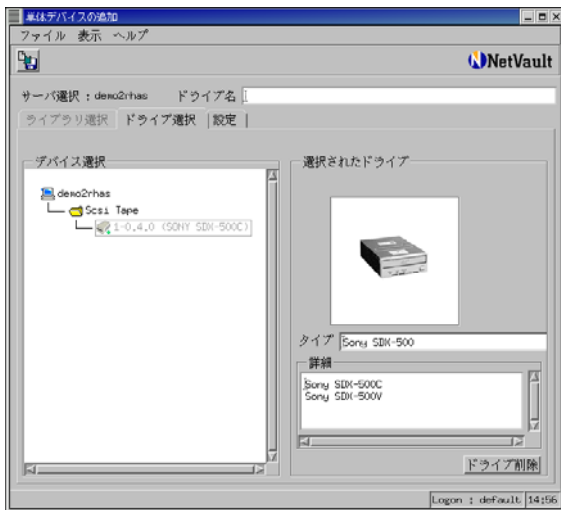 単体デバイスの追加
ファイル 表示 ヘルプ
NetVault
サーバ選択 : demo2rhas ドライブ名
ライブラリ選択 ドライブ選択 設定
デバイス選択
demo2rhas
Scsi Tape
1-0.4.0 (SONY SDX-500C)
選択されたドライブ
タイプ Sony SDX-500
詳細
Sony SDX-500C
Sony SDX-500V
ドライブ削除
Logon : default 14:56